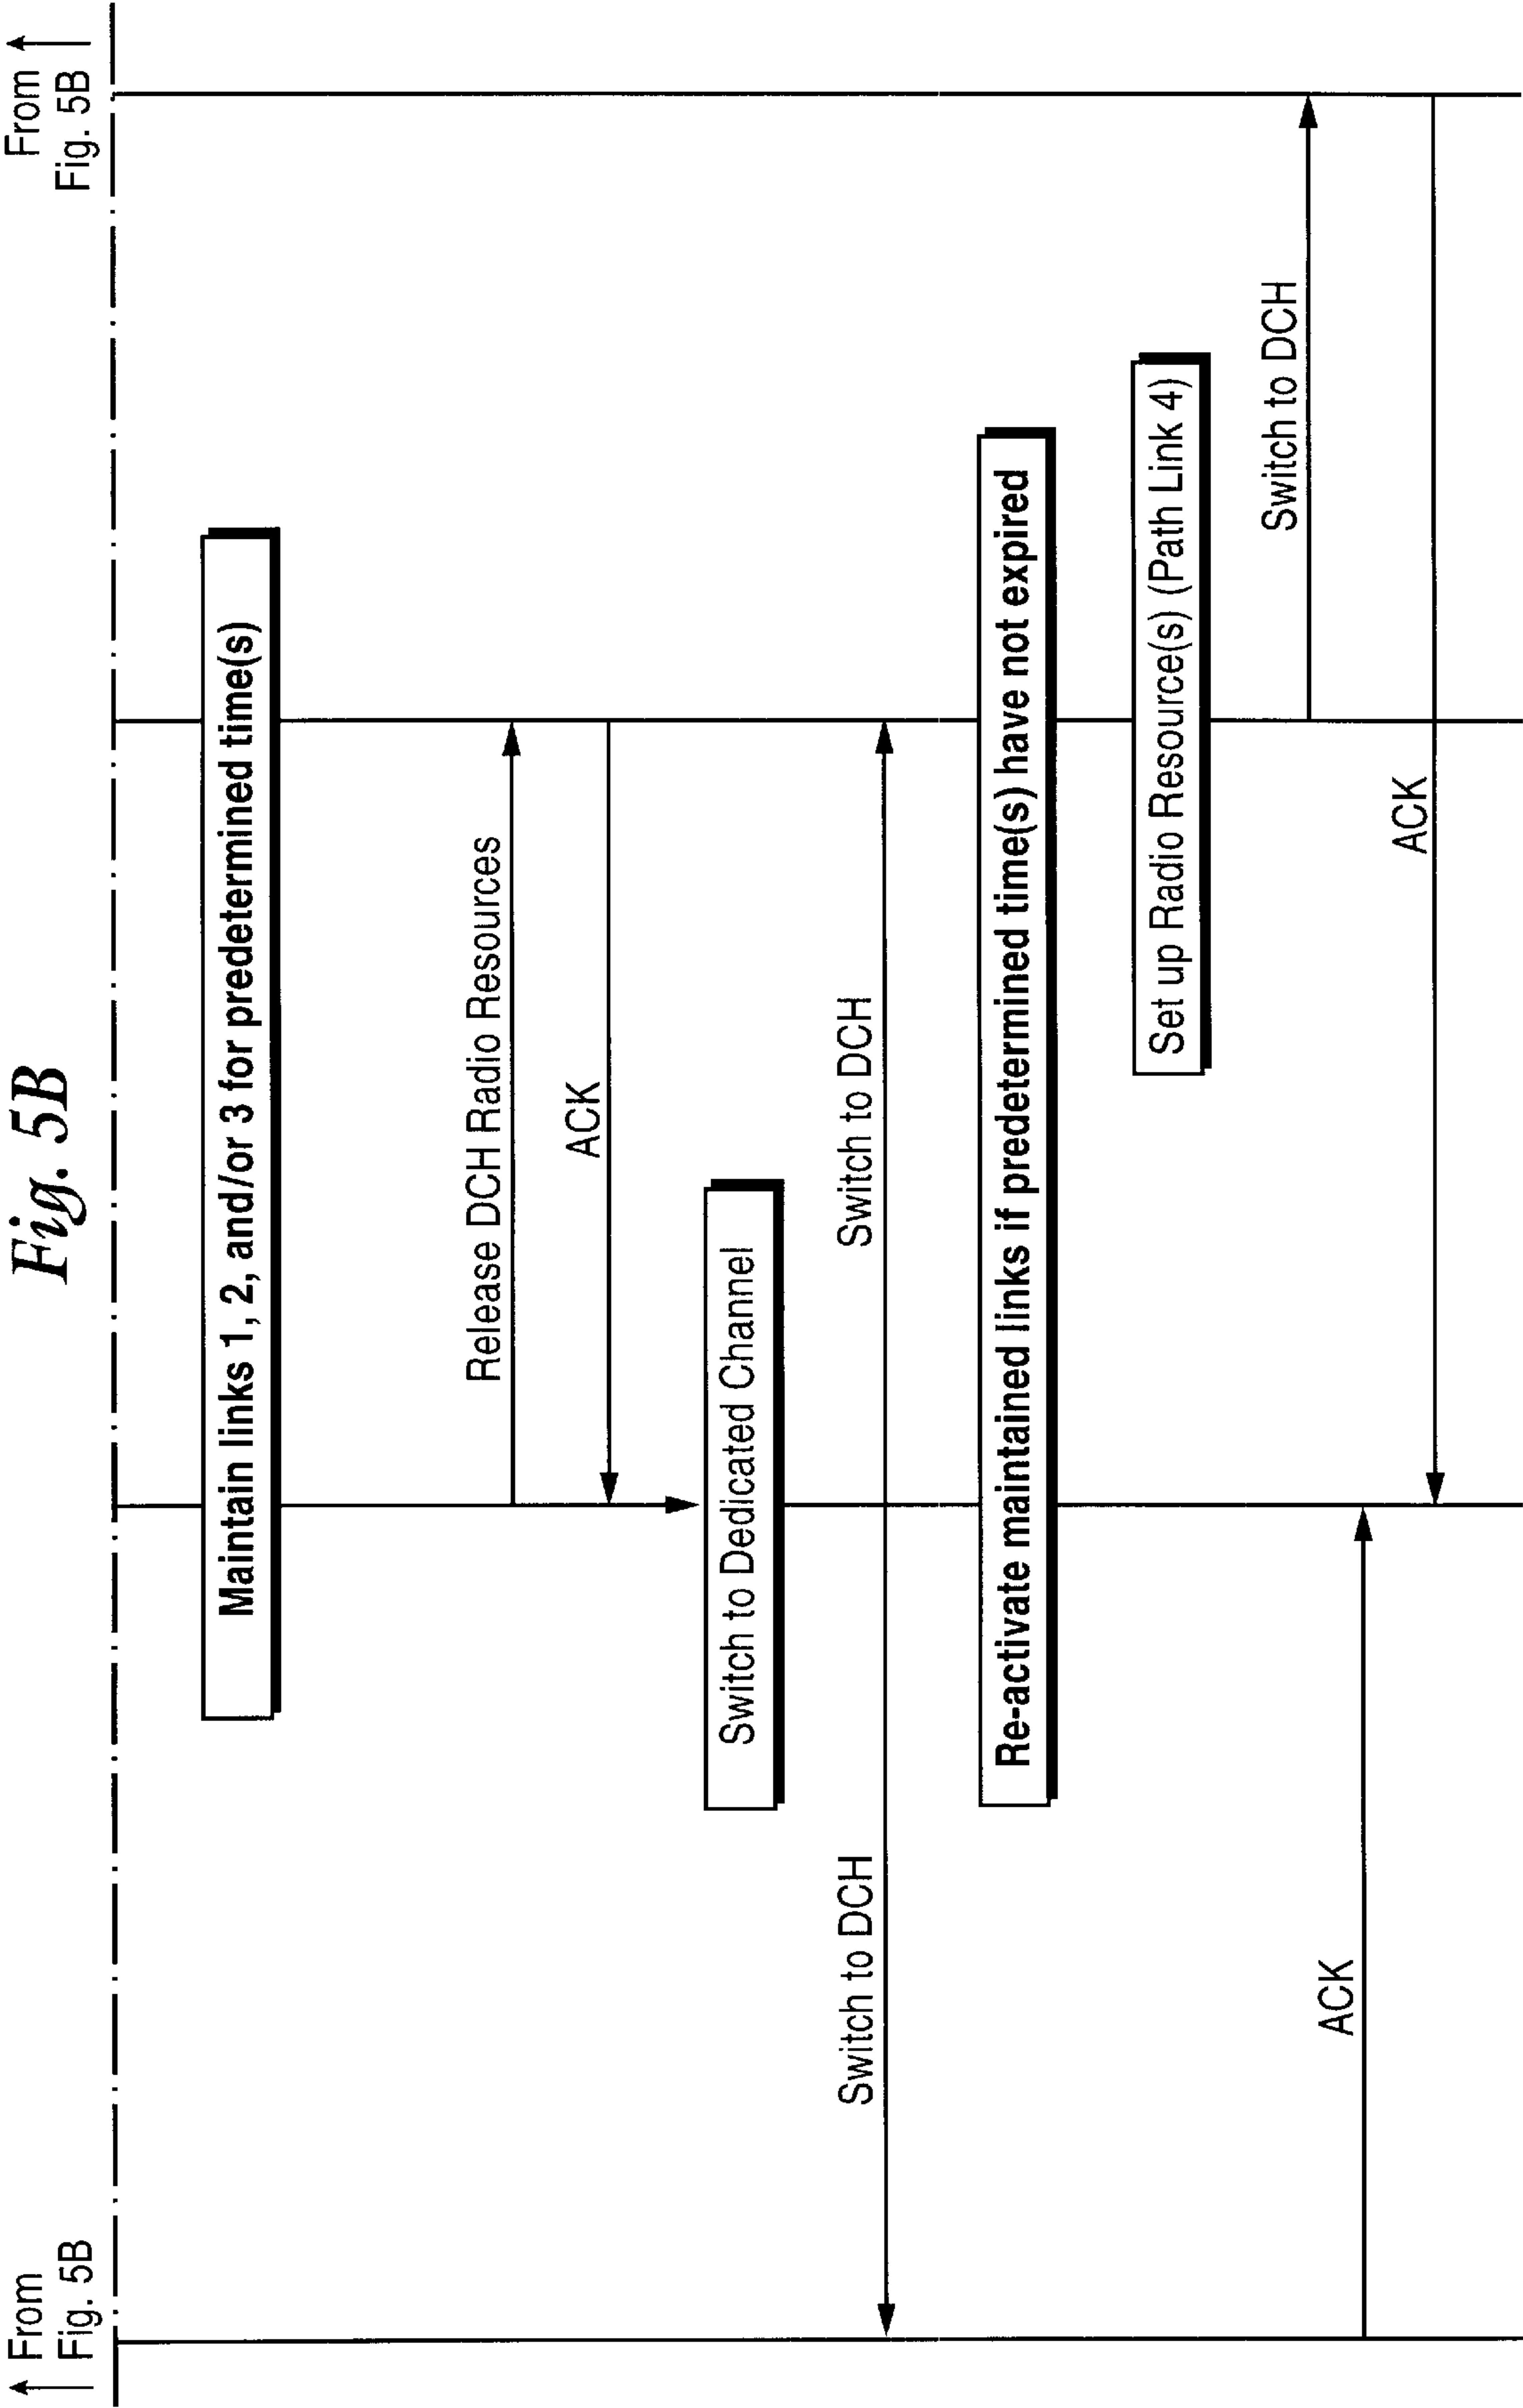 Fig. 5B
From
Fig. 5B
From
Fig. 5B
Maintain links 1, 2, and/or 3 for predetermined time(s)
Release DCH Radio Resources
ACK
Switch to Dedicated Channel
Switch to DCH
Switch to DCH
Re-activate maintained links if predetermined time(s) have not expired
Set up Radio Resource(s) (Path Link 4)
Switch to DCH
ACK
ACK